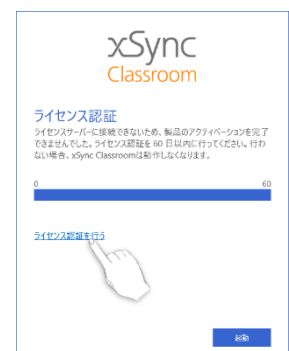 xSync
Classroom
ライセンス認証
ライセンスサーバーに接続できないため、製品のアクティベーションを完了
できませんでした。ライセンス認証を 60 日以内に行ってください。行わ
ない場合、xSync Classroomは動作しなくなります。
0 60
ライセンス認証を行う
起動